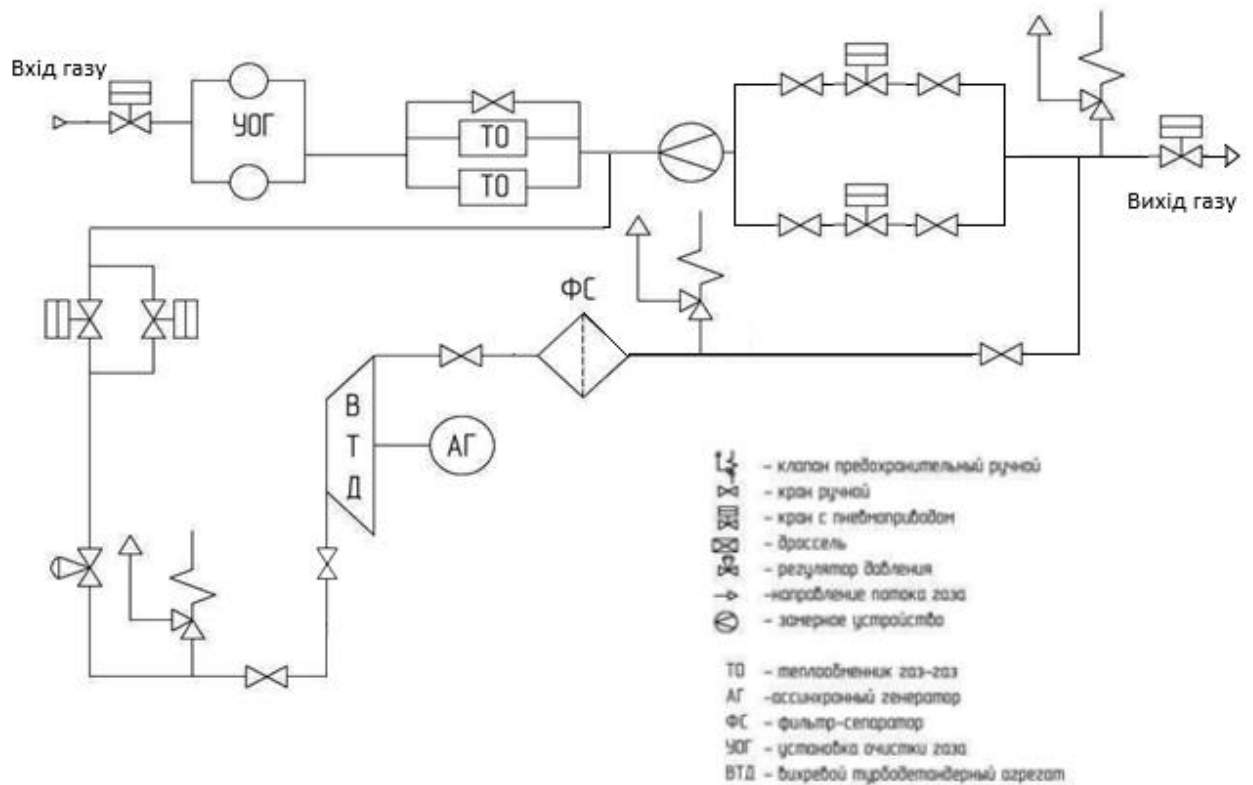 Вхід газу
УОГ
ТО
ТО
Вихід газу
ФС
В
Т
Д
АГ
- клапан предохранительный ручной
- кран ручной
- кран с пневмоприводом
- дроссель
- регулятор давления
-направление потока газа
- замерное устройство
ТО - теплообменник газ-газ
АГ -ассинхронный генератор
ФС - фильтр-сепаратор
УОГ - установка очистки газа
ВТД - вихревой турбодетандерный агрегат